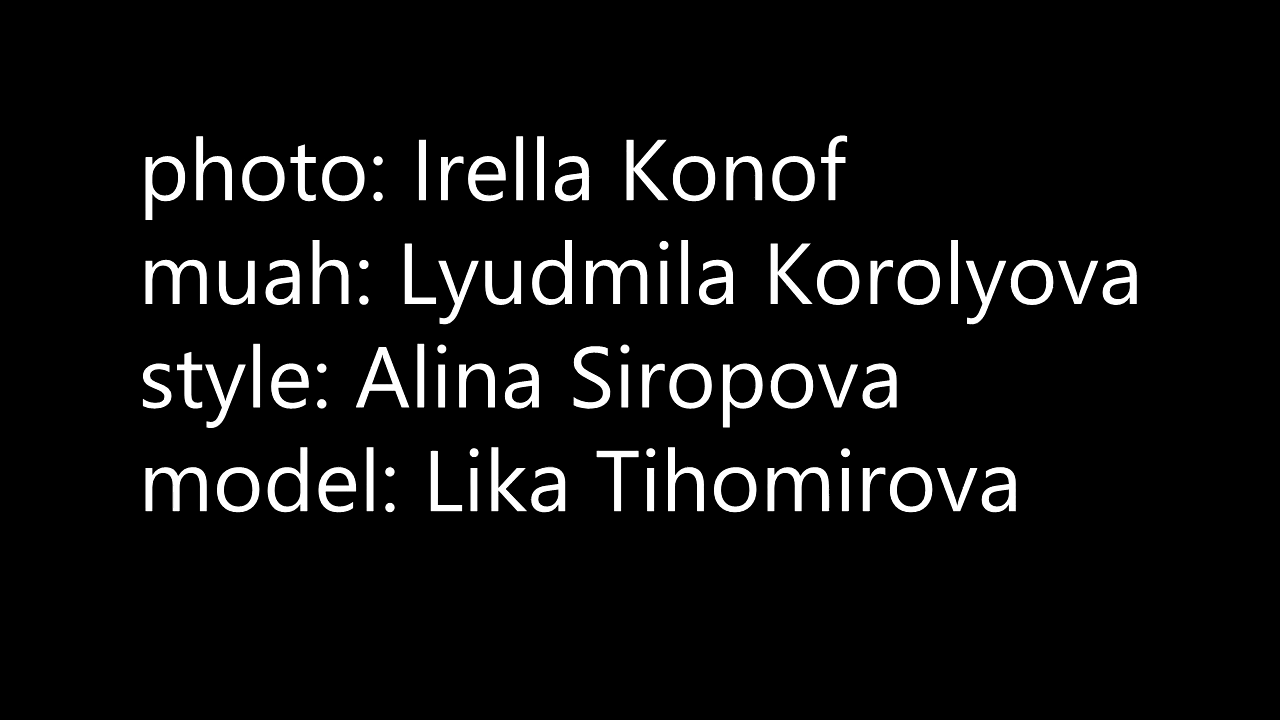 photo: Irella Konof
muah: Lyudmila Korolyova
style: Alina Siropova
model: Lika Tihomirova